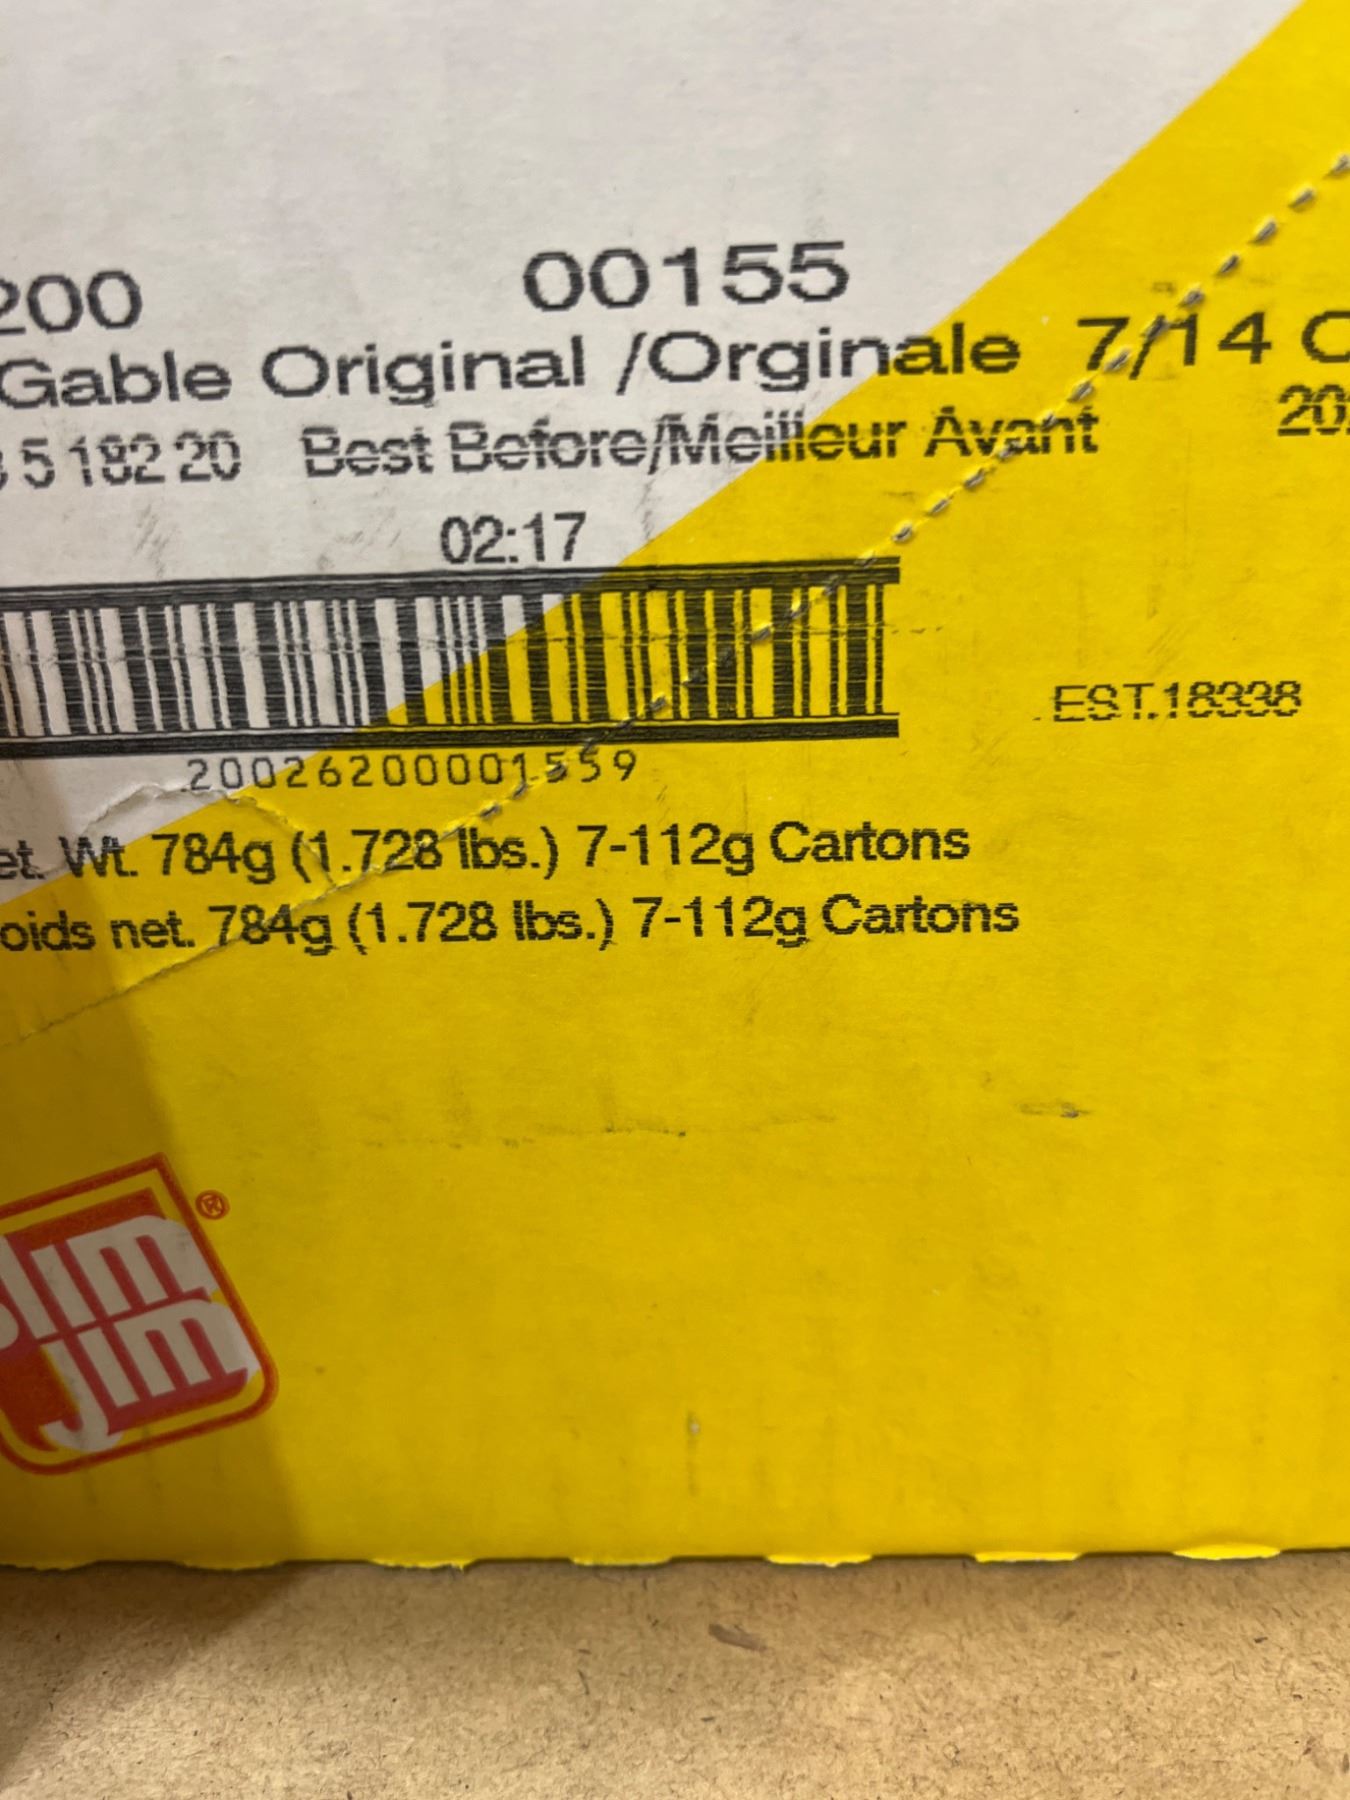 200 00155
Gable Original /Orginale 7/14 C
5 182 20 Best Before/Meilleur Avant 20
02:17
EST.18338
20026200001559
et. Wt. 784g (1.728 lbs.) 7-112g Cartons
oids net. 784g (1.728 lbs.) 7-112g Cartons
Slim
Jim
®